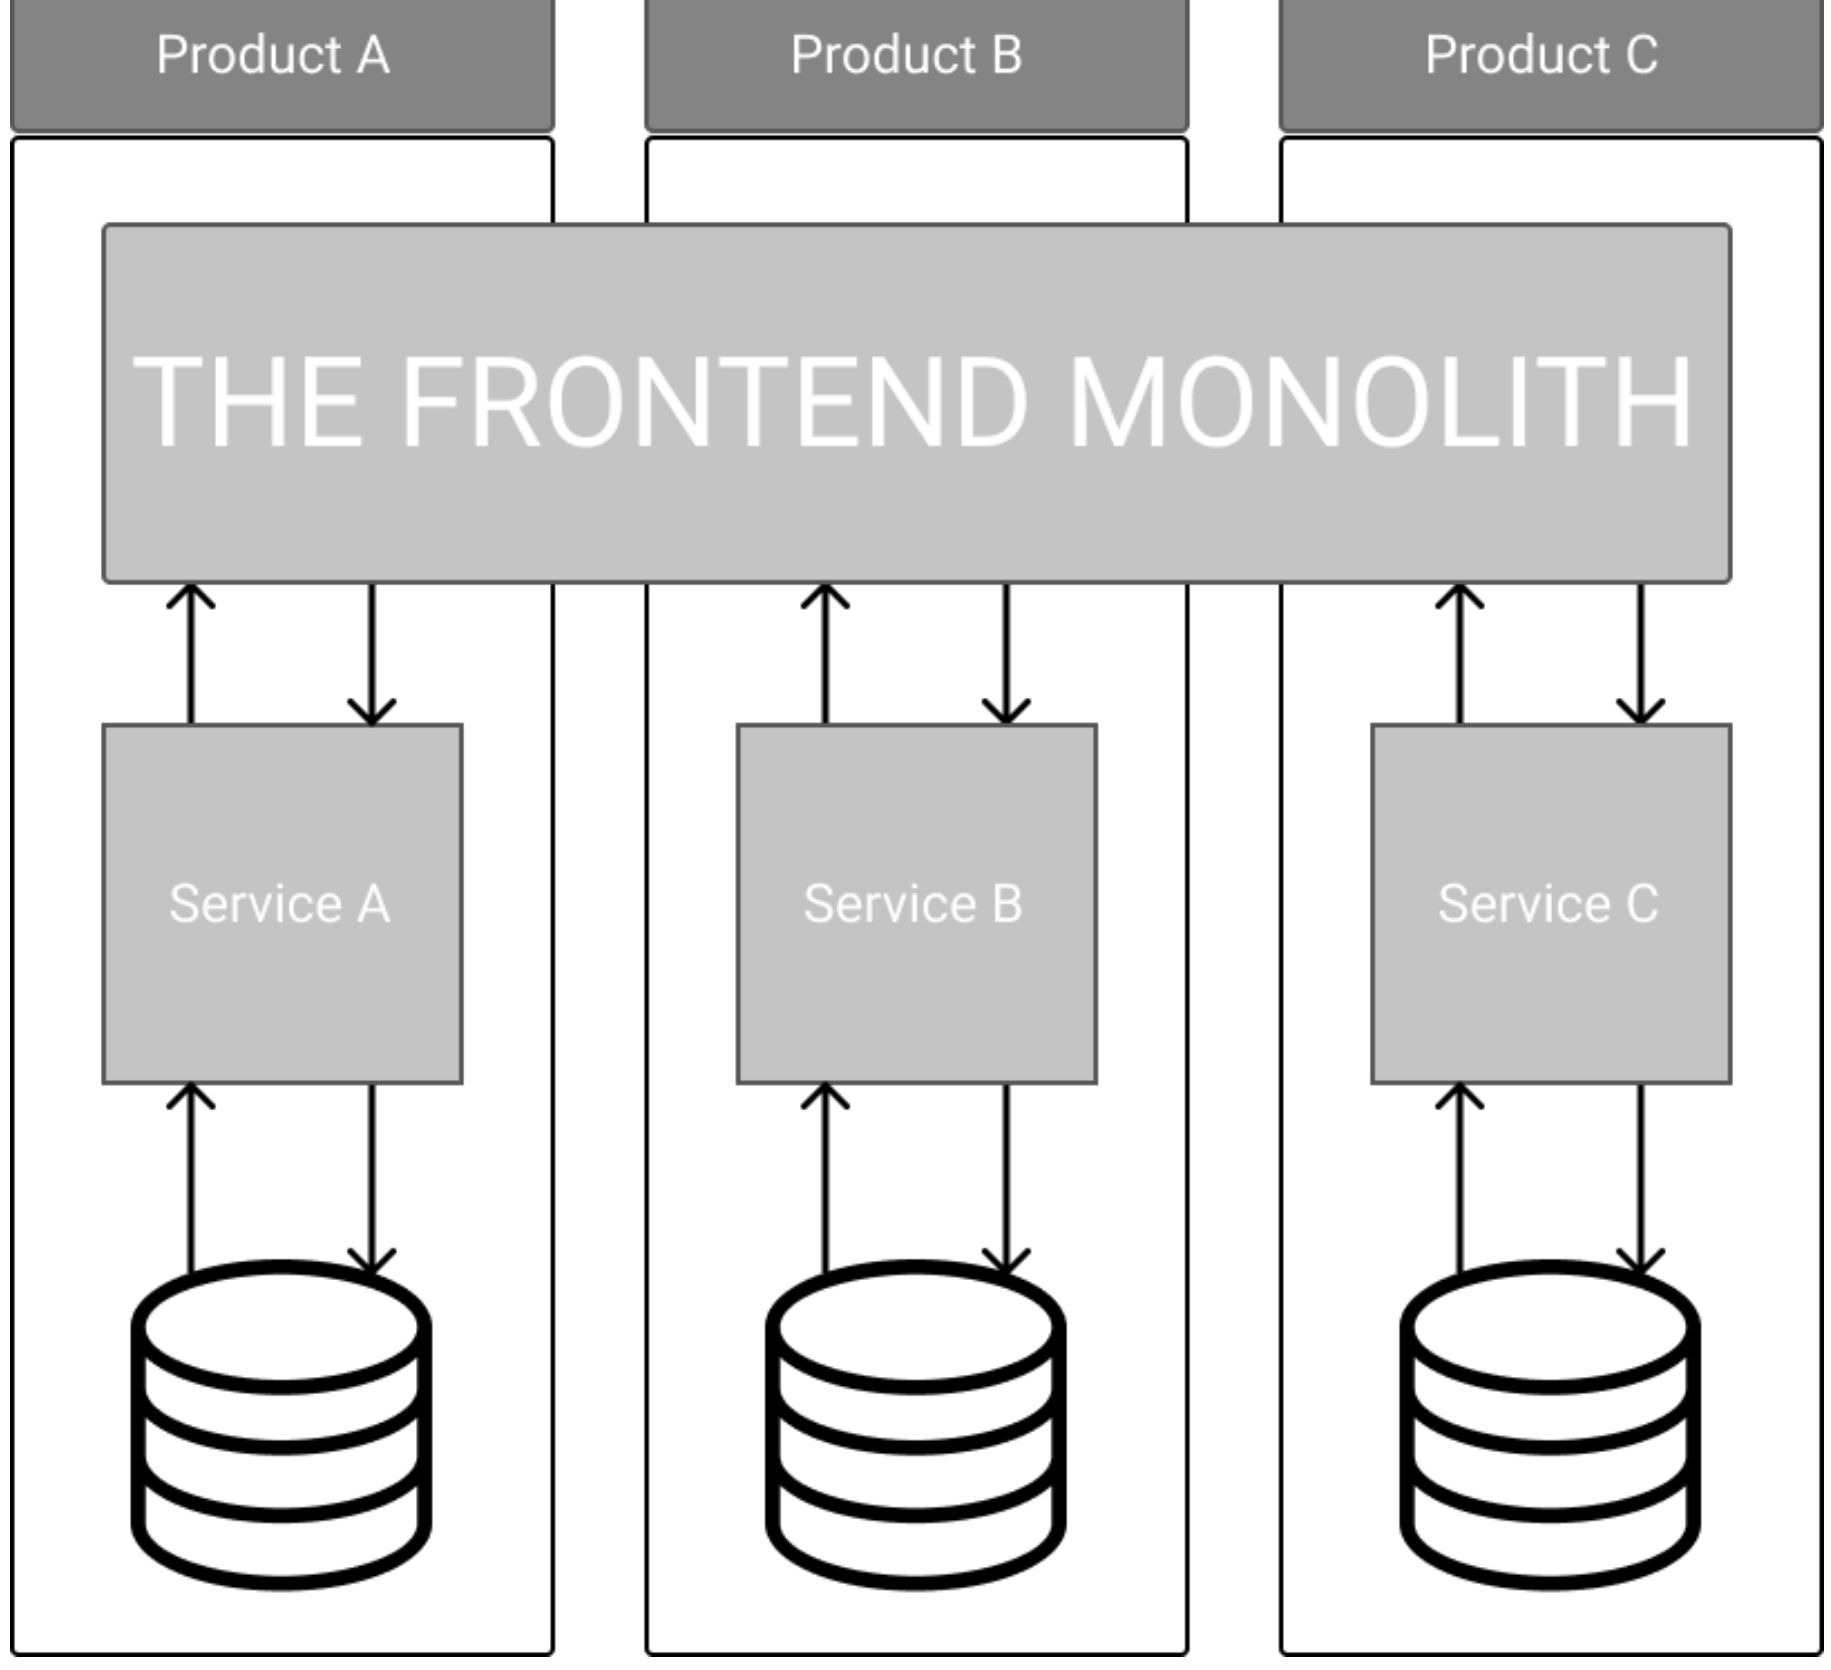 Product A
Product B
Product C
THE FRONTEND MONOLITH
Service A
Service B
Service C